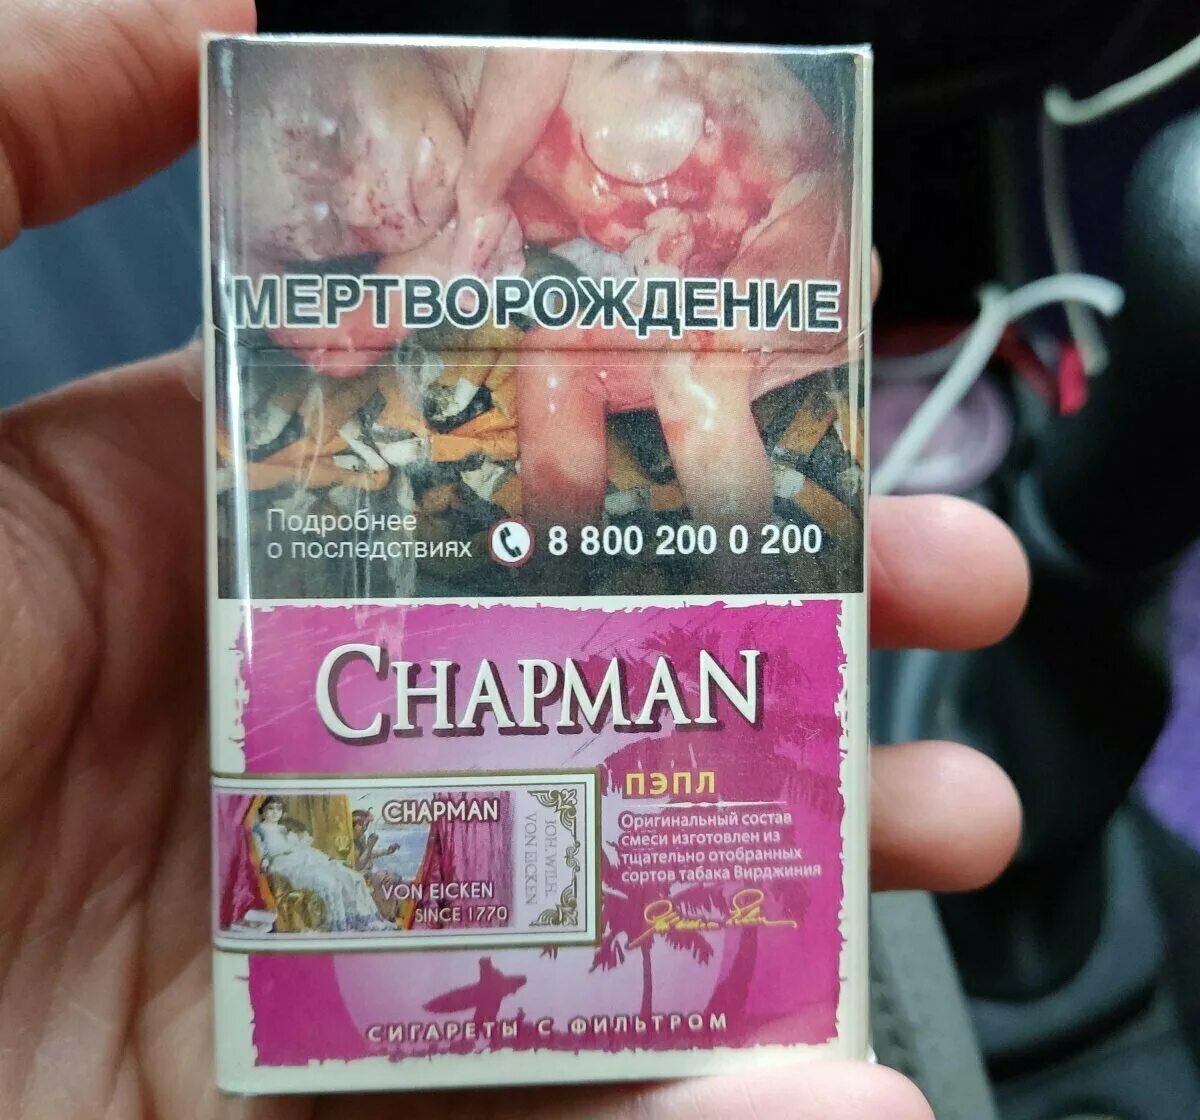 МЕРТВОРОЖДЕНИЕ
Подробнее
о последствиях
8 800 200 0 200
CHAPMAN
ПЭПЛ
Оригинальный состав
смеси изготовлен из
тщательно отобранных
сортов табака Вирджиния
CHAPMAN
VON EICKEN
SINCE 1770
JOH. WILH.
VON EICKEN
СИГАРЕТЫ С ФИЛЬТРОМ